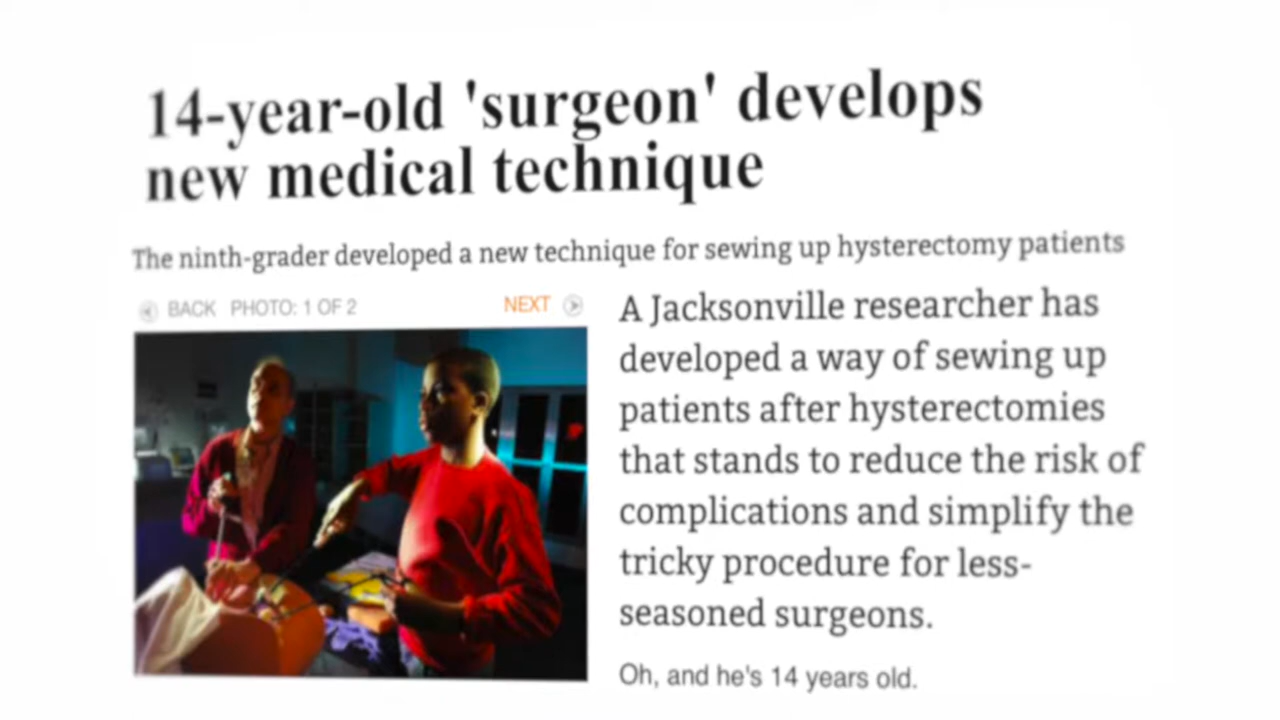 14-year-old 'surgeon' develops
new medical technique
The ninth-grader developed a new technique for sewing up hysterectomy patients
BACK PHOTO: 1 OF 2 NEXT
A Jacksonville researcher has
developed a way of sewing up
patients after hysterectomies
that stands to reduce the risk of
complications and simplify the
tricky procedure for less-
seasoned surgeons.
Oh, and he's 14 years old.